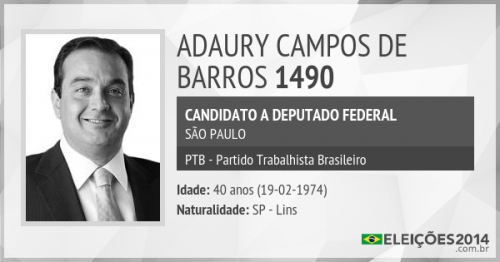 ADAURY CAMPOS DE
BARROS 1490
CANDIDATO A DEPUTADO FEDERAL
SÃO PAULO
PTB - Partido Trabalhista Brasileiro
Idade: 40 anos (19-02-1974)
Naturalidade: SP - Lins
ELEIÇÕES2014
.com.br